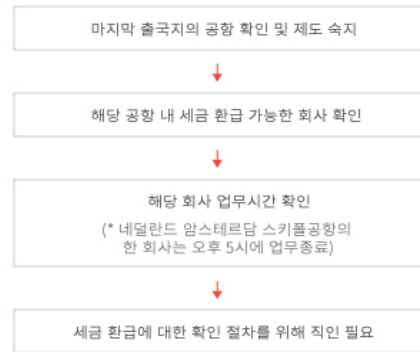 마지막 출국지의 공항 확인 및 제도 숙지
해당 공항 내 세금 환급 가능한 회사 확인
해당 회사 업무시간 확인
(* 네덜란드 암스테르담 스키폴공항의
한 회사는 오후 5시에 업무종료)
세금 환급에 대한 확인 절차를 위해 직인 필요